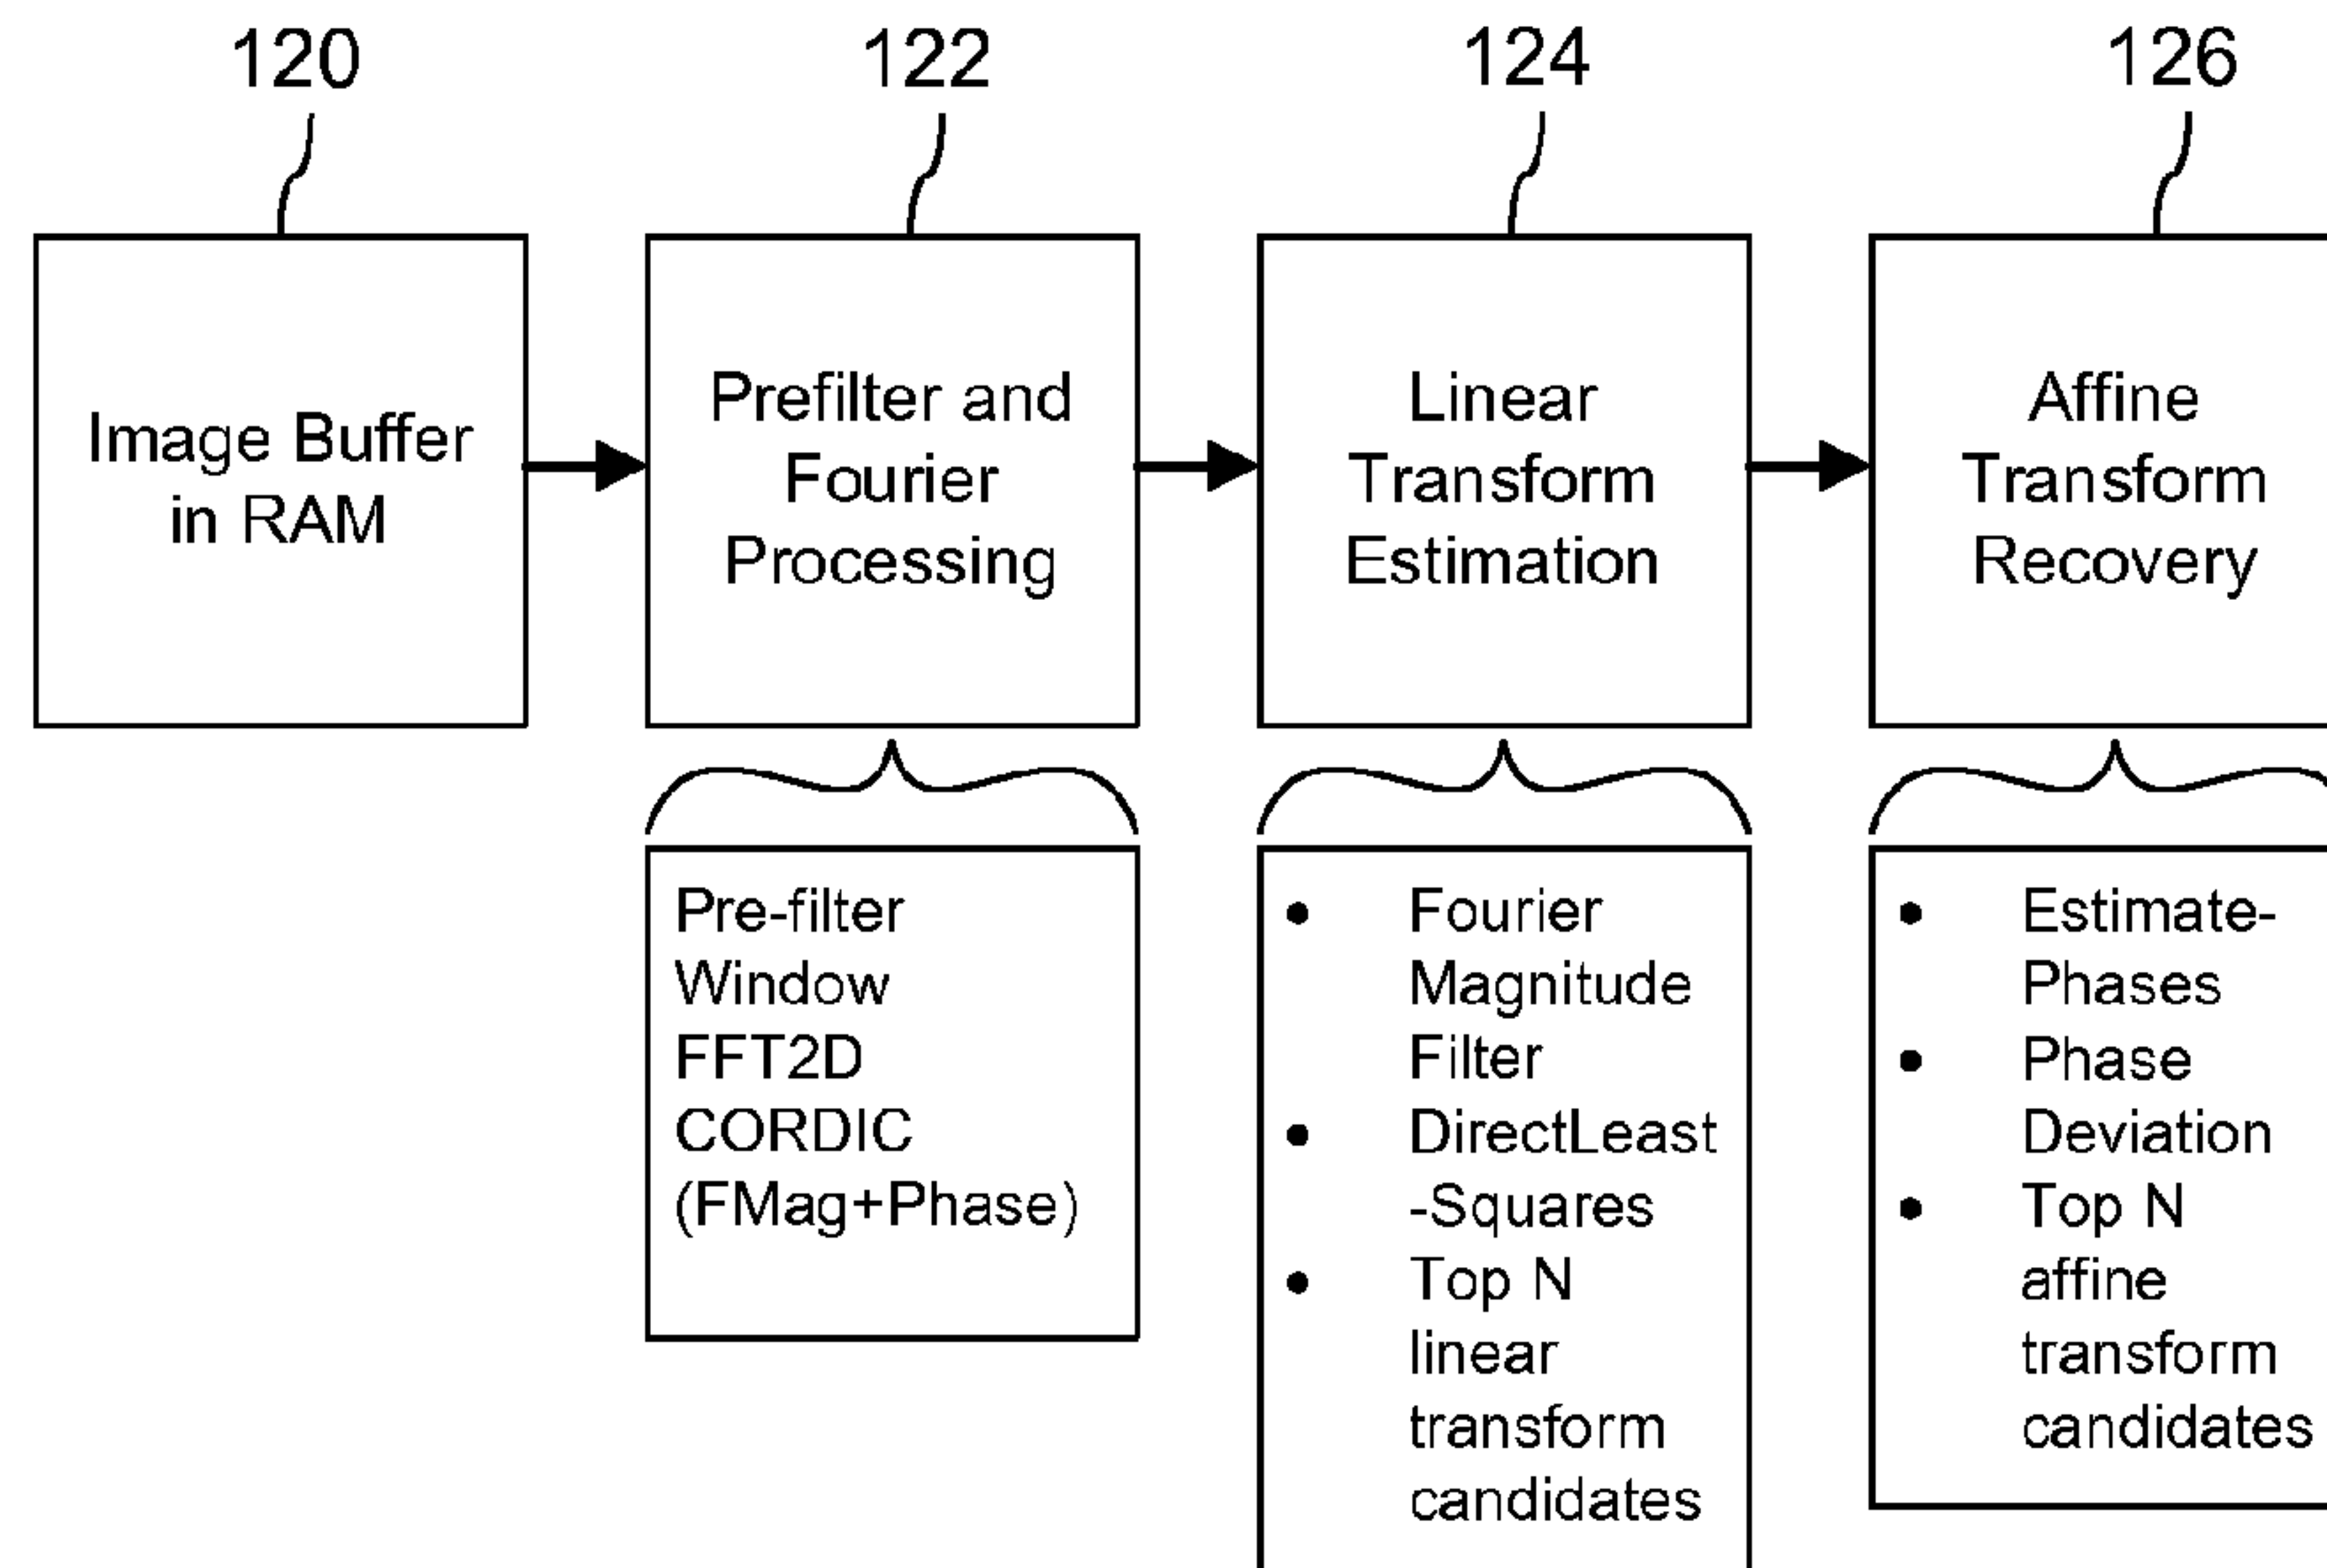 120
122
124
126
Image Buffer
in RAM
Prefilter and
Fourier
Processing
Linear
Transform
Estimation
Affine
Transform
Recovery
Pre-filter
Window
FFT2D
CORDIC
(FMag+Phase)
• Fourier
Magnitude
Filter
• DirectLeast
-Squares
• Top N
linear
transform
candidates
• Estimate-
Phases
• Phase
Deviation
• Top N
affine
transform
candidates